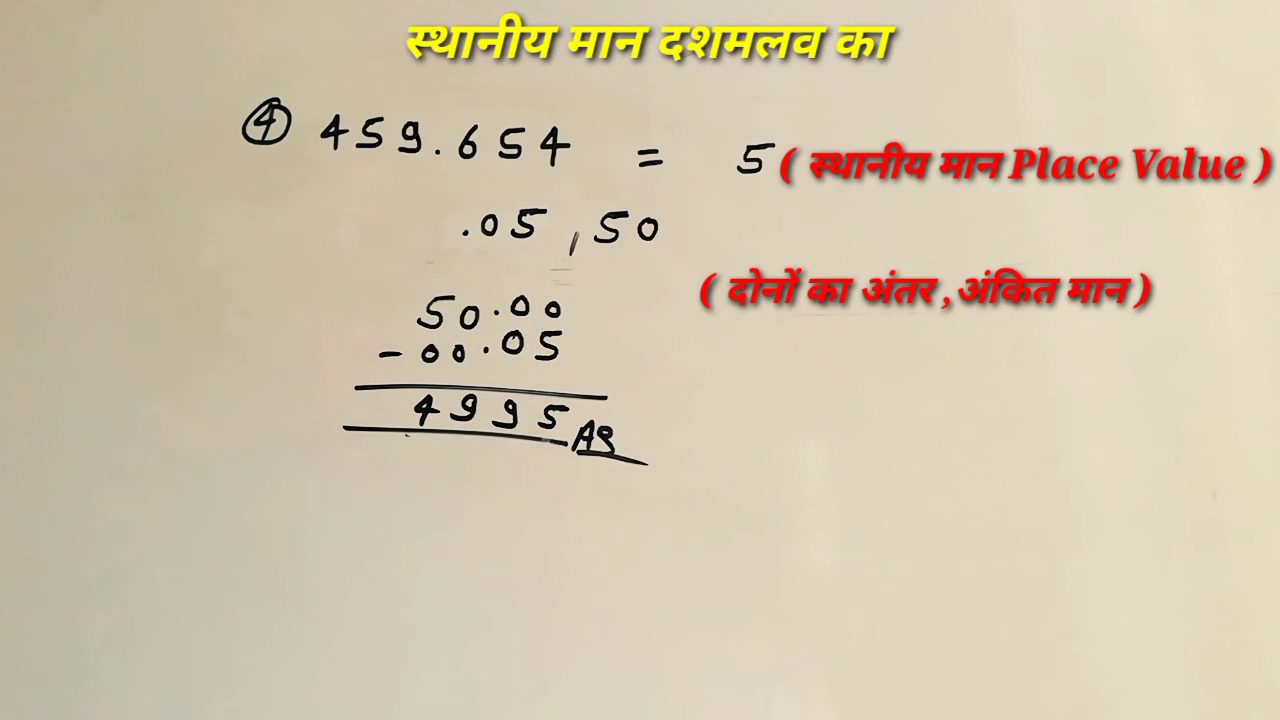 स्थानीय मान दशमलव का
④ 459.654 = 5 ( स्थानीय मान Place Value )
.05 , 50
( दोनों का अंतर ,अंकित मान )
50.00
- 00.05
4995 As